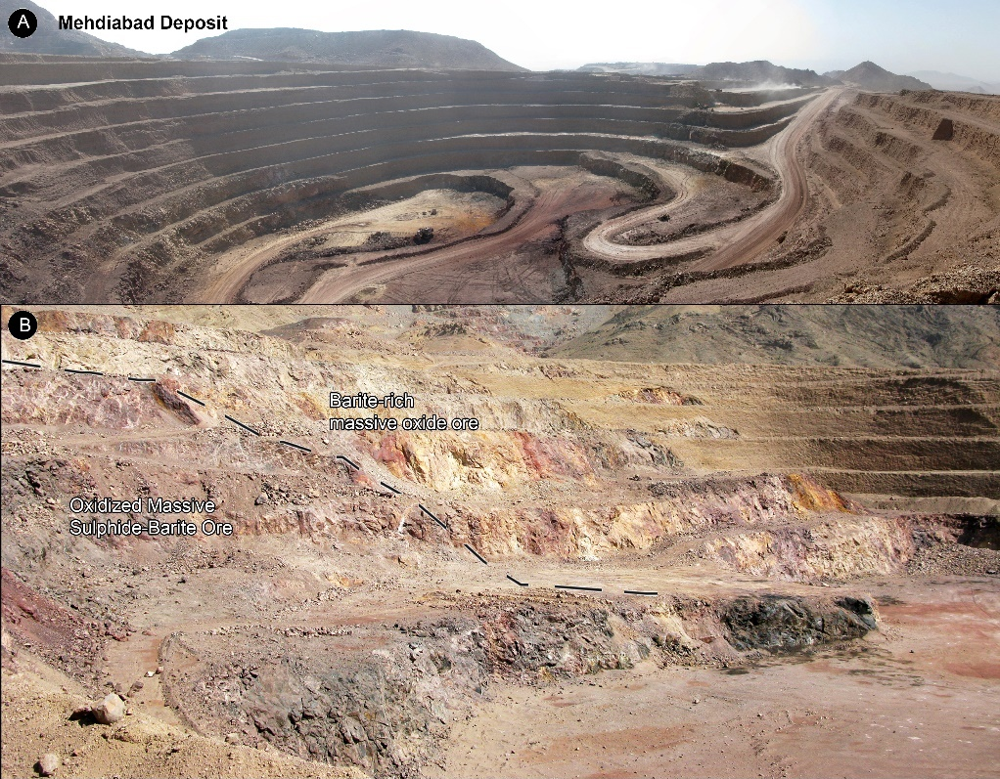 A
Mehdiabad Deposit
B
Barite-rich
massive oxide ore
Oxidized Massive
Sulphide-Barite Ore